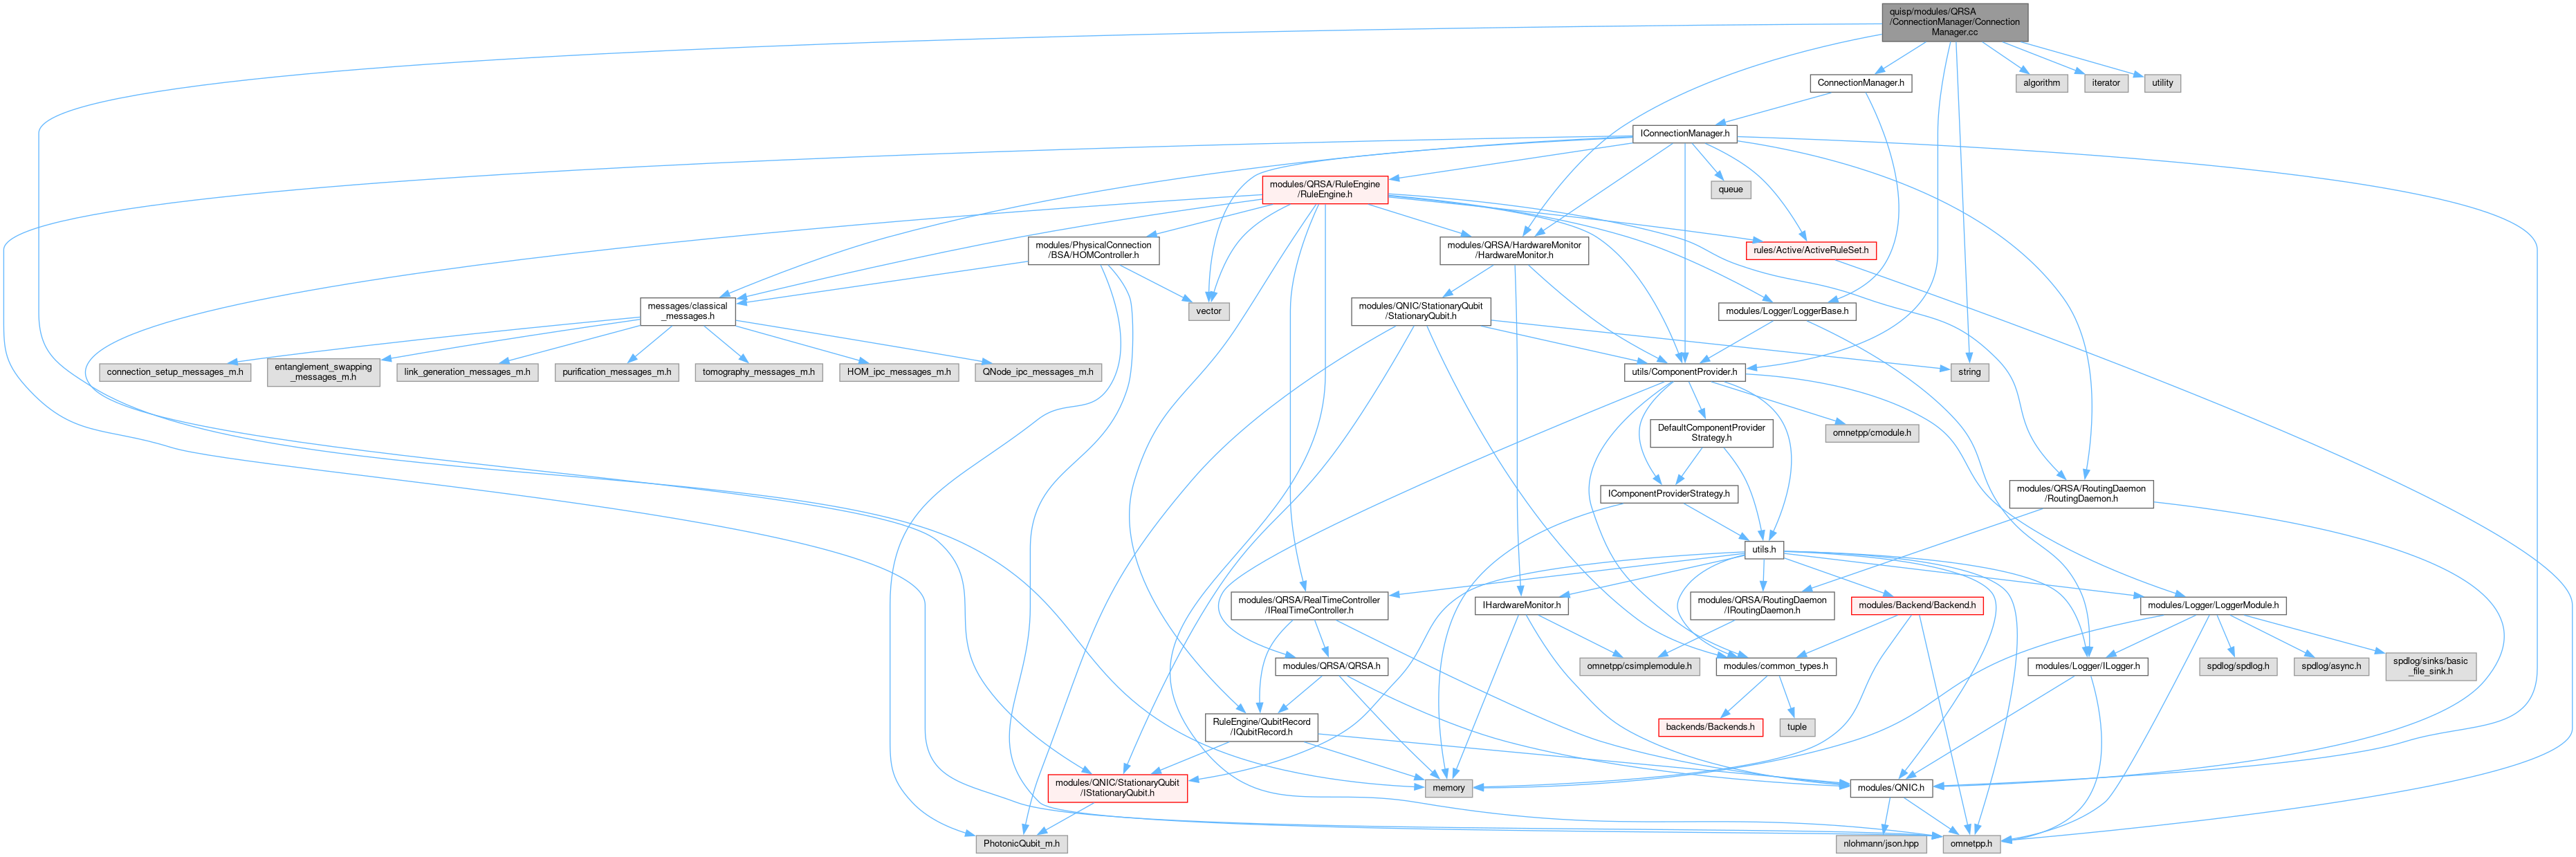 quisp/modules/QRSA
/ConnectionManager/Connection
Manager.cc
ConnectionManager.h
algorithm
iterator
utility
IConnectionManager.h
modules/QRSA/RuleEngine
/RuleEngine.h
queue
modules/PhysicalConnection
/BSA/HOMController.h
modules/QRSA/HardwareMonitor
/HardwareMonitor.h
rules/Active/ActiveRuleSet.h
messages/classical
_messages.h
vector
modules/QNIC/StationaryQubit
/StationaryQubit.h
modules/Logger/LoggerBase.h
connection_setup_messages_m.h
entanglement_swapping
_messages_m.h
link_generation_messages_m.h
purification_messages_m.h
tomography_messages_m.h
HOM_ipc_messages_m.h
QNode_ipc_messages_m.h
utils/ComponentProvider.h
string
DefaultComponentProvider
Strategy.h
omnetpp/cmodule.h
IComponentProviderStrategy.h
modules/QRSA/RoutingDaemon
/RoutingDaemon.h
utils.h
modules/QRSA/RealTimeController
/IRealTimeController.h
IHardwareMonitor.h
modules/QRSA/RoutingDaemon
/IRoutingDaemon.h
modules/Backend/Backend.h
modules/Logger/LoggerModule.h
modules/QRSA/QRSA.h
omnetpp/csimplemodule.h
modules/common_types.h
modules/Logger/ILogger.h
spdlog/spdlog.h
spdlog/async.h
spdlog/sinks/basic
_file_sink.h
RuleEngine/QubitRecord
/IQubitRecord.h
backends/Backends.h
tuple
modules/QNIC/StationaryQubit
/IStationaryQubit.h
memory
modules/QNIC.h
PhotonicQubit_m.h
nlohmann/json.hpp
omnetpp.h